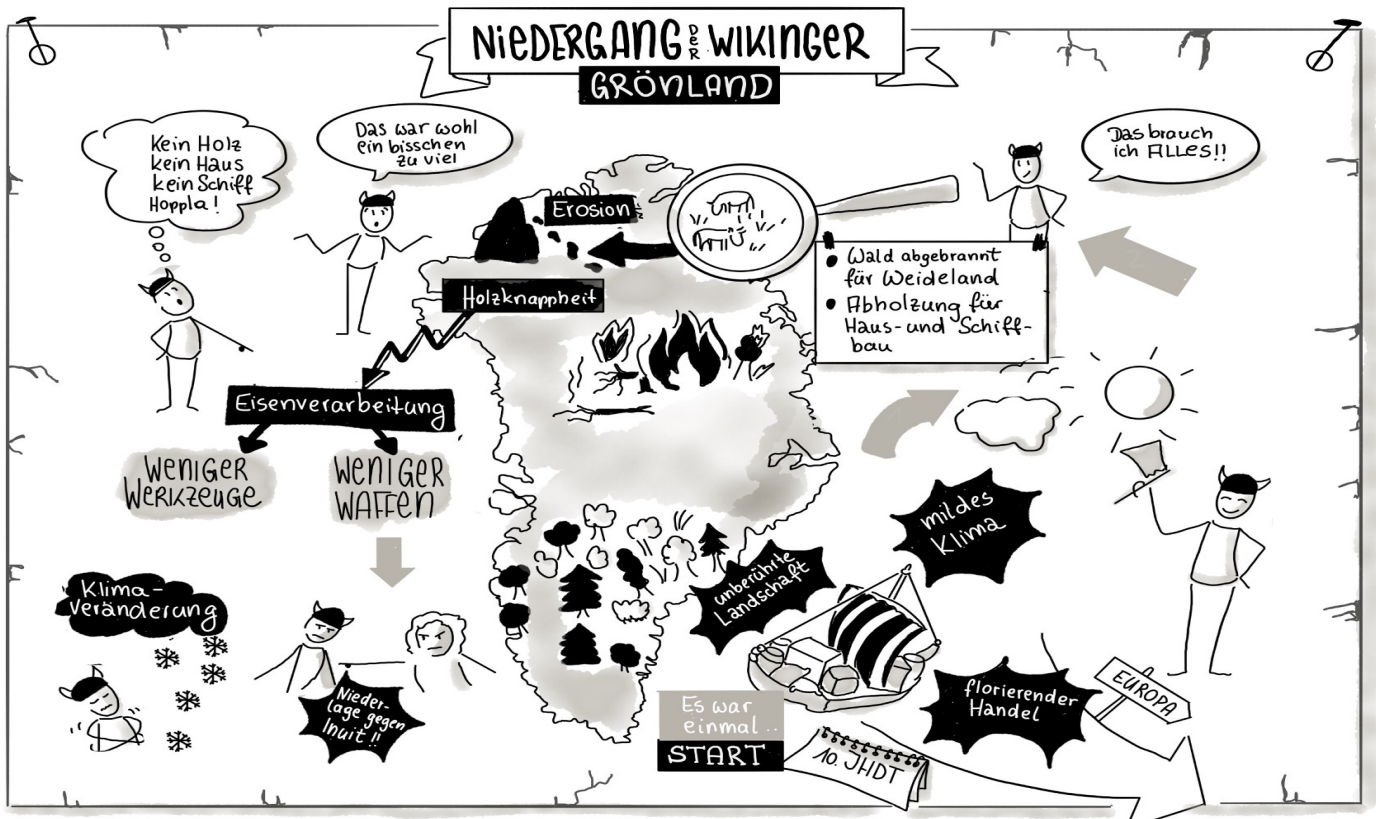 NiEDERGANG DER WIKINGER
GRÖNLAND
Kein Holz
kein Haus
kein Schiff
Hoppla!
Das war wohl
ein bisschen
zu viel
Das brauch
ich ALLES!!
Erosion
Holzknappheit
Wald abgebrannt
für Weideland
Abholzung für
Haus- und Schiff-
bau
Eisenverarbeitung
WENiGER
WERKZEUGE
WENiGER
WAFFEN
mildes
Klima
unberührte
Landschaft
Klima-
veränderung
Nieder-
lage gegen
Inuit!!
florierender
Handel
EUROPA
Es war
einmal..
START
10. JHDT